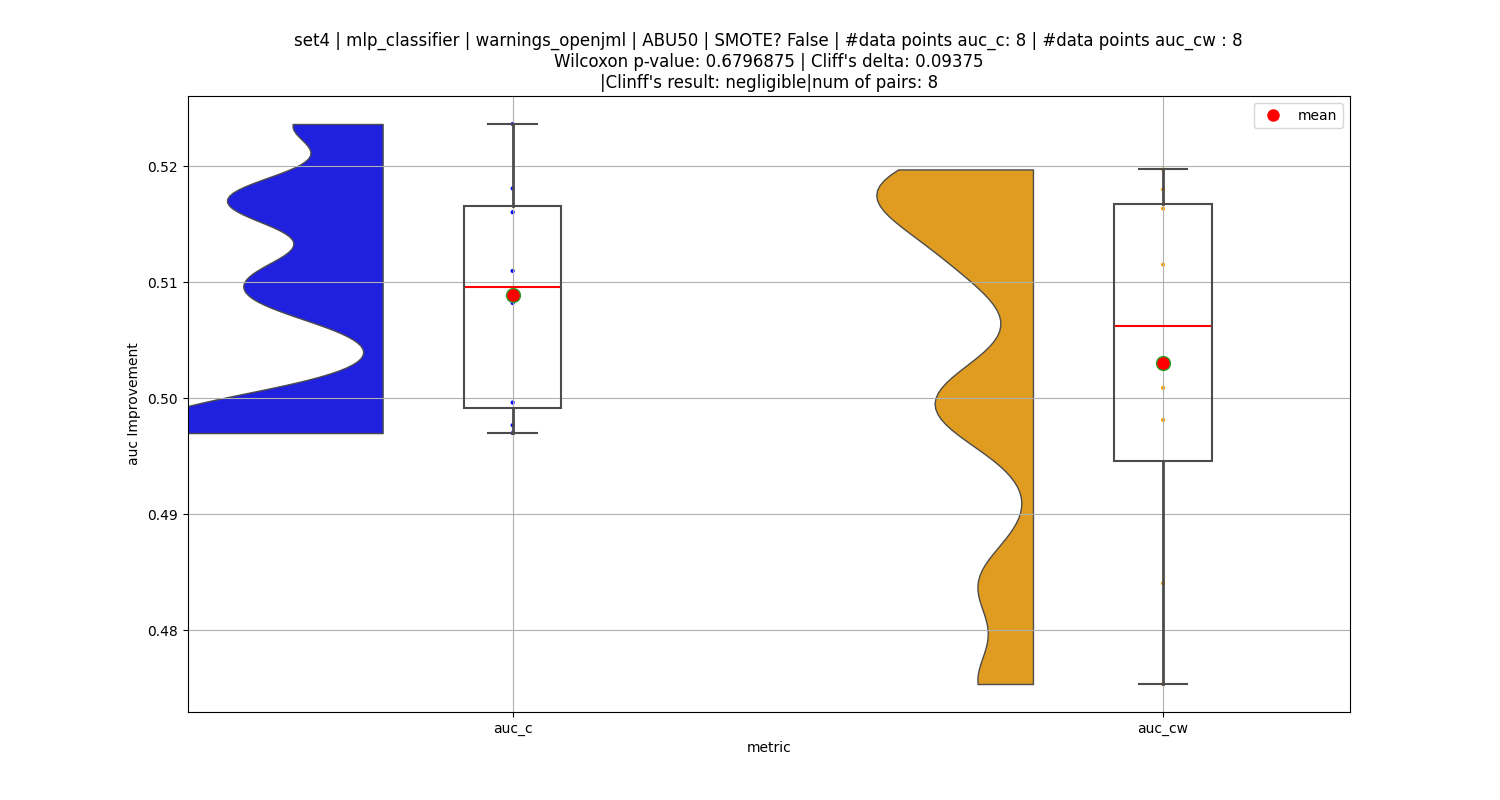 set4 | mlp_classifier | warnings_openjml | ABU50 | SMOTE? False | #data points auc_c: 8 | #data points auc_cw : 8
Wilcoxon p-value: 0.6796875 | Cliff's delta: 0.09375
|Clinff's result: negligible|num of pairs: 8
mean
0.52
0.51
0.50
0.49
0.48
auc Improvement
auc_c
auc_cw
metric